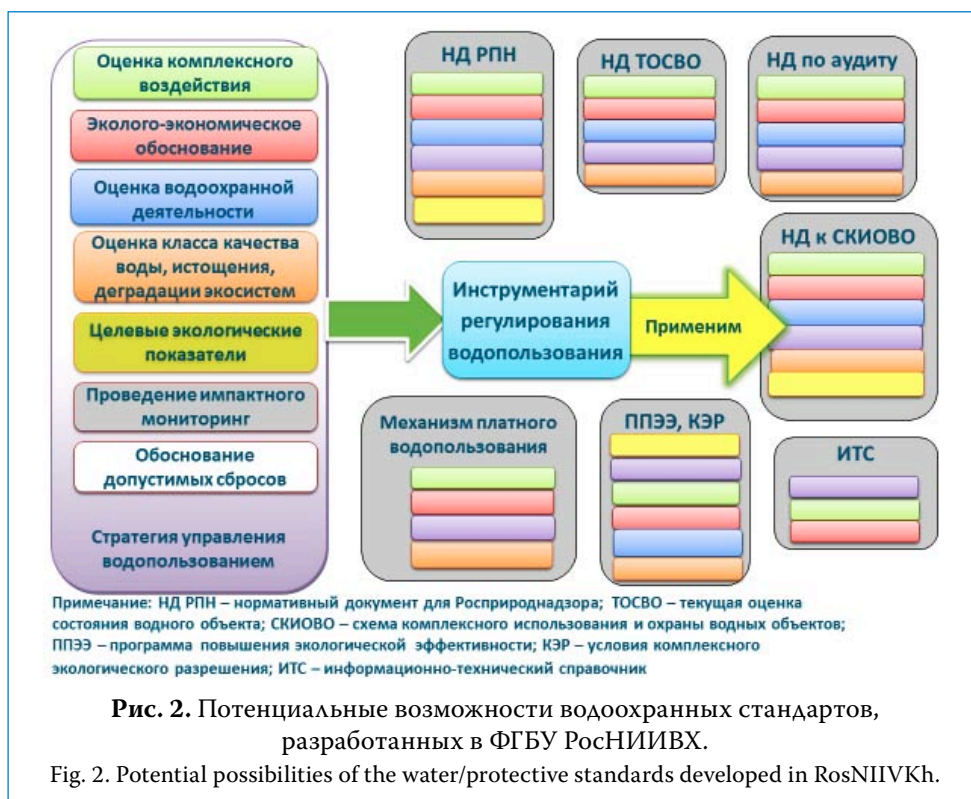 Оценка комплексного
воздействия
Эколого-экономическое
обоснование
Оценка водоохранной
деятельности
Оценка класса качества
воды, истощения,
деградации экосистем
Целевые экологические
показатели
Проведение импактного
мониторинг
Обоснование
допустимых сбросов
Стратегия управления
водопользованием
НД РПН
НД ТОСВО
НД по аудиту
НД к СКИОВО
Инструментарий
регулирования
водопользования
Применим
Механизм платного
водопользования
ППЭЭ, КЭР
ИТС
Примечание: НД РПН – нормативный документ для Росприроднадзора; ТОСВО – текущая оценка
состояния водного объекта; СКИОВО – схема комплексного использования и охраны водных объектов;
ППЭЭ – программа повышения экологической эффективности; КЭР – условия комплексного
экологического разрешения; ИТС – информационно-технический справочник
Рис. 2. Потенциальные возможности водоохранных стандартов,
разработанных в ФГБУ РосНИИВХ.
Fig. 2. Potential possibilities of the water/protective standards developed in RosNIIVKh.